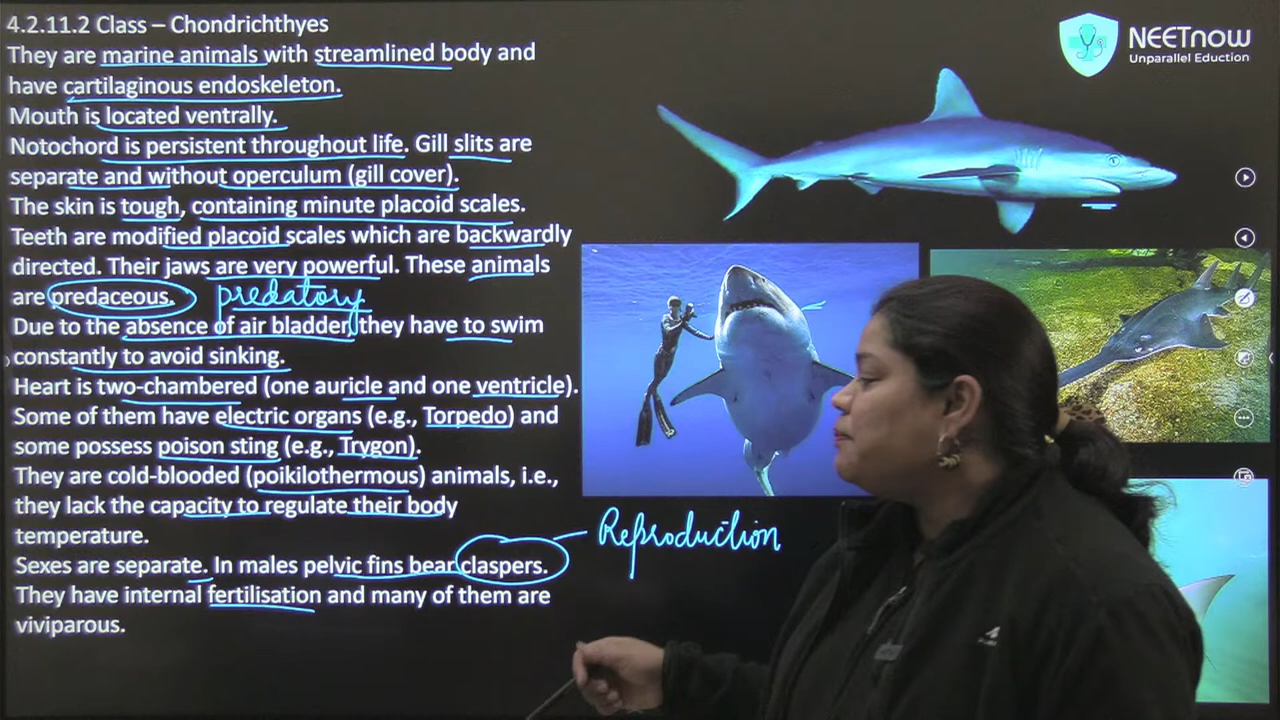 4.2.11.2 Class – Chondrichthyes
They are marine animals with streamlined body and
have cartilaginous endoskeleton.
Mouth is located ventrally.
Notochord is persistent throughout life. Gill slits are
separate and without operculum (gill cover).
The skin is tough, containing minute placoid scales.
Teeth are modified placoid scales which are backwardly
directed. Their jaws are very powerful. These animals
are predaceous. predatory
Due to the absence of air bladder, they have to swim
constantly to avoid sinking.
Heart is two-chambered (one auricle and one ventricle).
Some of them have electric organs (e.g., Torpedo) and
some possess poison sting (e.g., Trygon).
They are cold-blooded (poikilothermous) animals, i.e.,
they lack the capacity to regulate their body
temperature.
Sexes are separate. In males pelvic fins bear claspers.
They have internal fertilisation and many of them are
viviparous.
Reproduction
NEETnow
Unparallel Eduction